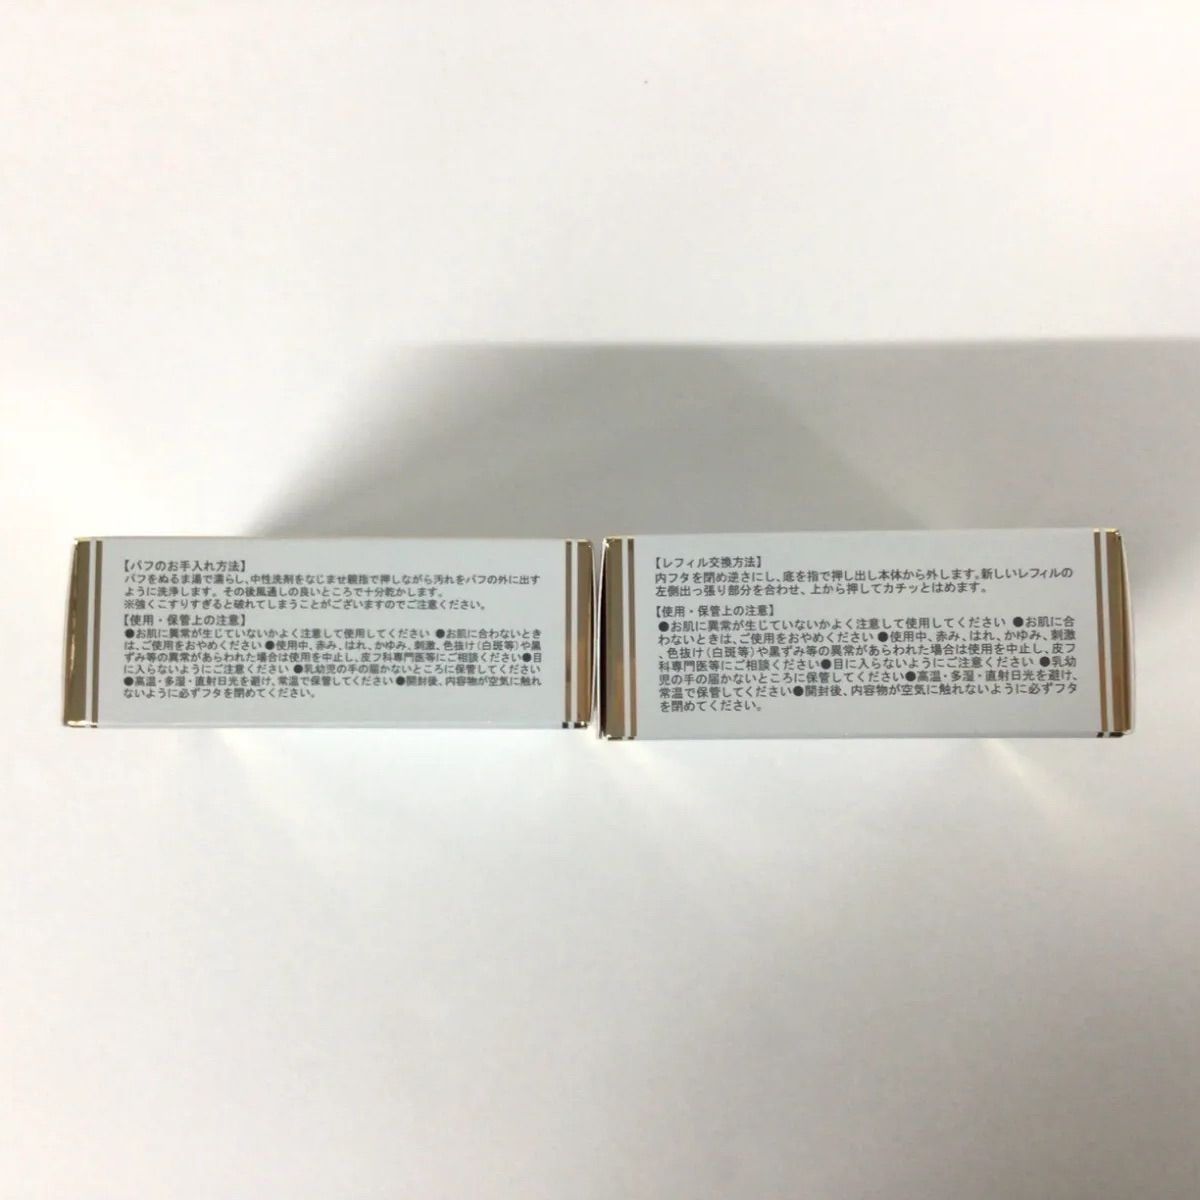 【パフのお手入れ方法】
パフをぬるま湯で濡らし、中性洗剤をなじませ親指で押しながら汚れをパフの外に出す
ように洗浄します。その後風通しの良いところで十分乾かします。
※強くこすりすぎると破れてしまうことがございますのでご注意ください。
【使用・保管上の注意】
●お肌に異常が生じていないかよく注意して使用してください ●お肌に合わないとき
は、ご使用をおやめください ●使用中、赤み、はれ、かゆみ、刺激、色抜け(白斑等)や黒
ずみ等の異常があらわれた場合は使用を中止し、皮フ科専門医等にご相談ください●目
に入らないようにご注意ください ●乳幼児の手の届かないところに保管してください
●高温・多湿・直射日光を避け、常温で保管してください ●開封後、内容物が空気に触れ
ないように必ずフタを閉めてください。
【レフィル交換方法】
内フタを閉め逆さにし、底を指で押し出し本体から外します。新しいレフィルの
左側出っ張り部分を合わせ、上から押してカチッとはめます。
【使用・保管上の注意】
●お肌に異常が生じていないかよく注意して使用してください ●お肌に合
わないときは、ご使用をおやめください ●使用中、赤み、はれ、かゆみ、刺激
、色抜け(白斑等)や黒ずみ等の異常があらわれた場合は使用を中止し、皮フ
科専門医等にご相談ください●目に入らないようにご注意ください ●乳幼
児の手の届かないところに保管してください●高温・多湿・直射日光を避け、
常温で保管してください●開封後、内容物が空気に触れないように必ずフタ
を閉めてください。